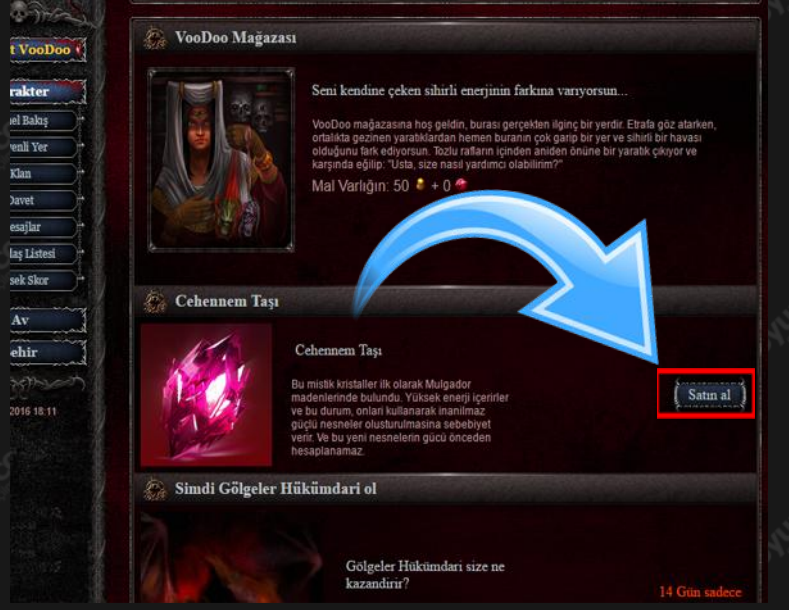 VooDoo Mağazası
t VooDoo
Seni kendine çeken sihirli enerjinin farkına varıyorsun...
rakter
VooDoo mağazasına hoş geldin, burası gerçekten ilginç bir yerdir. Etrafa göz atarken,
ortalıkta gezinen yaratıklardan hemen buranın çok garip bir yer ve sihirli bir havası
olduğunu fark ediyorsun. Tozlu rafların içinden aniden önüne bir yaratık çıkıyor ve
karşında eğilip: "Usta, size nasıl yardımcı olabilirim?"
Mal Varlığın: 50 + 0
el Bakış
enli Yer
Klan
Davet
esajlar
aş Listesi
sek Skor
Av
ehir
2016 18:11
Cehennem Taşı
Cehennem Taşı
Bu mistik kristaller ilk olarak Mulgador
madenlerinde bulundu. Yüksek enerji içerirler
ve bu durum, onlari kullanarak inanilmaz
güçlü nesneler olusturulmasina sebebiyet
verir. Ve bu yeni nesnelerin gücü önceden
hesaplanamaz.
Satın al
Simdi Gölgeler Hükümdari ol
Gölgeler Hükümdari size ne
kazandirir?
14 Gün sadece